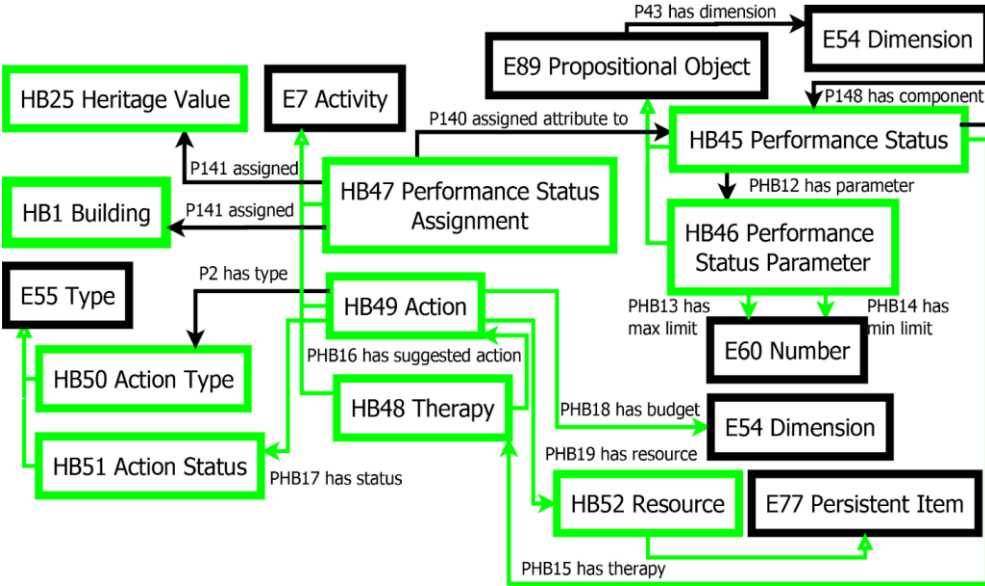 P43 has dimension
E54 Dimension
E89 Propositional Object
HB25 Heritage Value
E7 Activity
P148 has component
P140 assigned attribute to
HB45 Performance Status
P141 assigned
HB47 Performance Status
Assignment
PHB12 has parameter
HB1 Building
P141 assigned
HB46 Performance
Status Parameter
P2 has type
E55 Type
HB49 Action
PHB13 has
max limit
PHB14 has
min limit
PHB16 has suggested action
E60 Number
HB50 Action Type
HB48 Therapy
PHB18 has budget
E54 Dimension
HB51 Action Status
PHB17 has status
PHB19 has resource
HB52 Resource
E77 Persistent Item
PHB15 has therapy